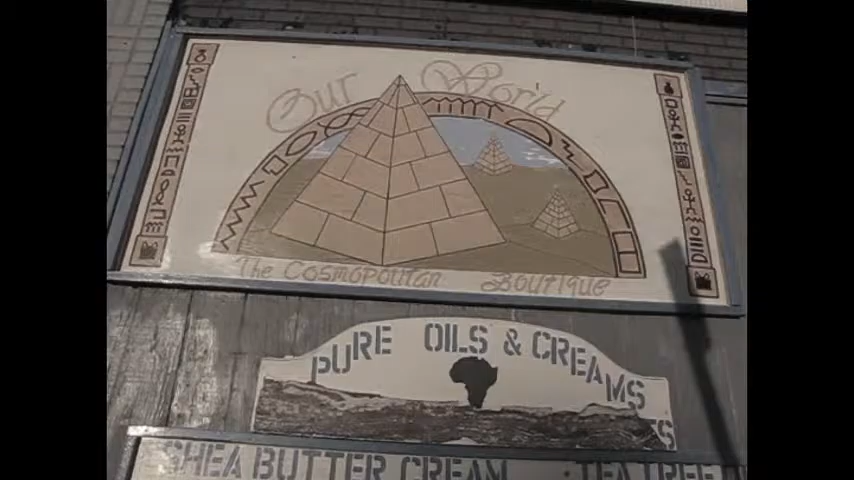 Our World
The Cosmopolitan Boutique
PURE OILS & CREAMS
S
SHEA BUTTER CREAM · TEA TREE